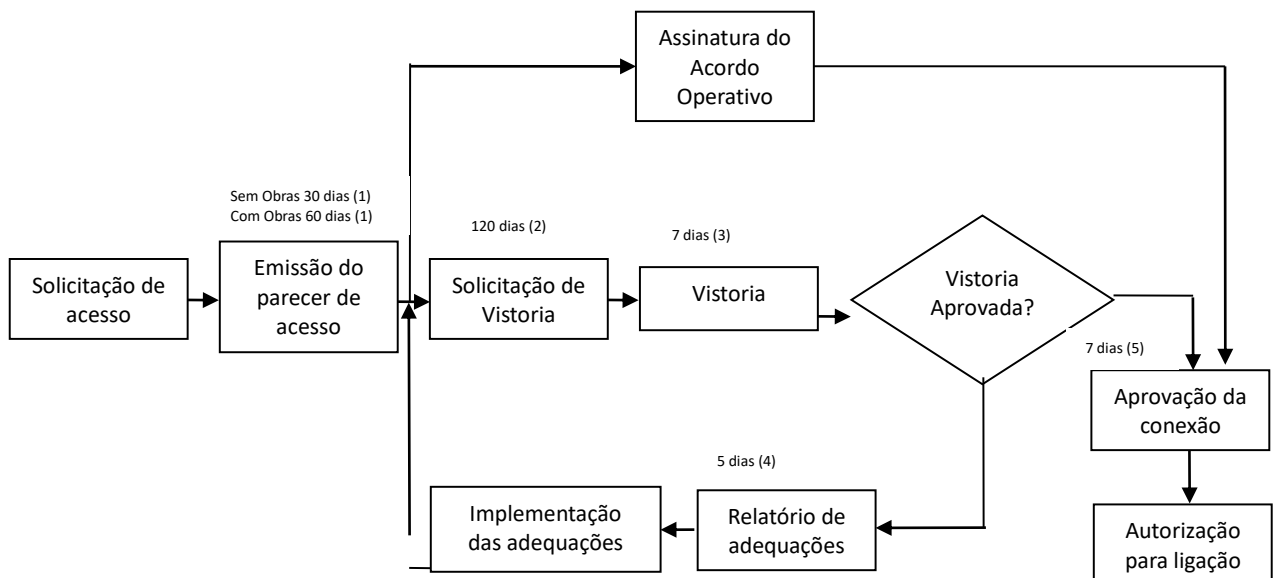 Assinatura do
Acordo
Operativo
Sem Obras 30 dias (1)
Com Obras 60 dias (1)
120 dias (2)
7 dias (3)
Solicitação de
acesso
Emissão do
parecer de
acesso
Solicitação de
Vistoria
Vistoria
Vistoria
Aprovada?
7 dias (5)
Aprovação da
conexão
5 dias (4)
Implementação
das adequações
Relatório de
adequações
Autorização
para ligação